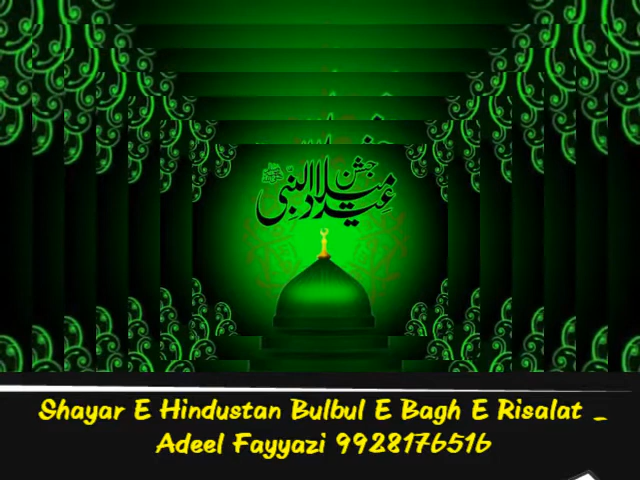 جشن
عید میلاد النبی ﷺ
Shayar E Hindustan Bulbul E Bagh E Risalat _
Adeel Fayyazi 9928176516